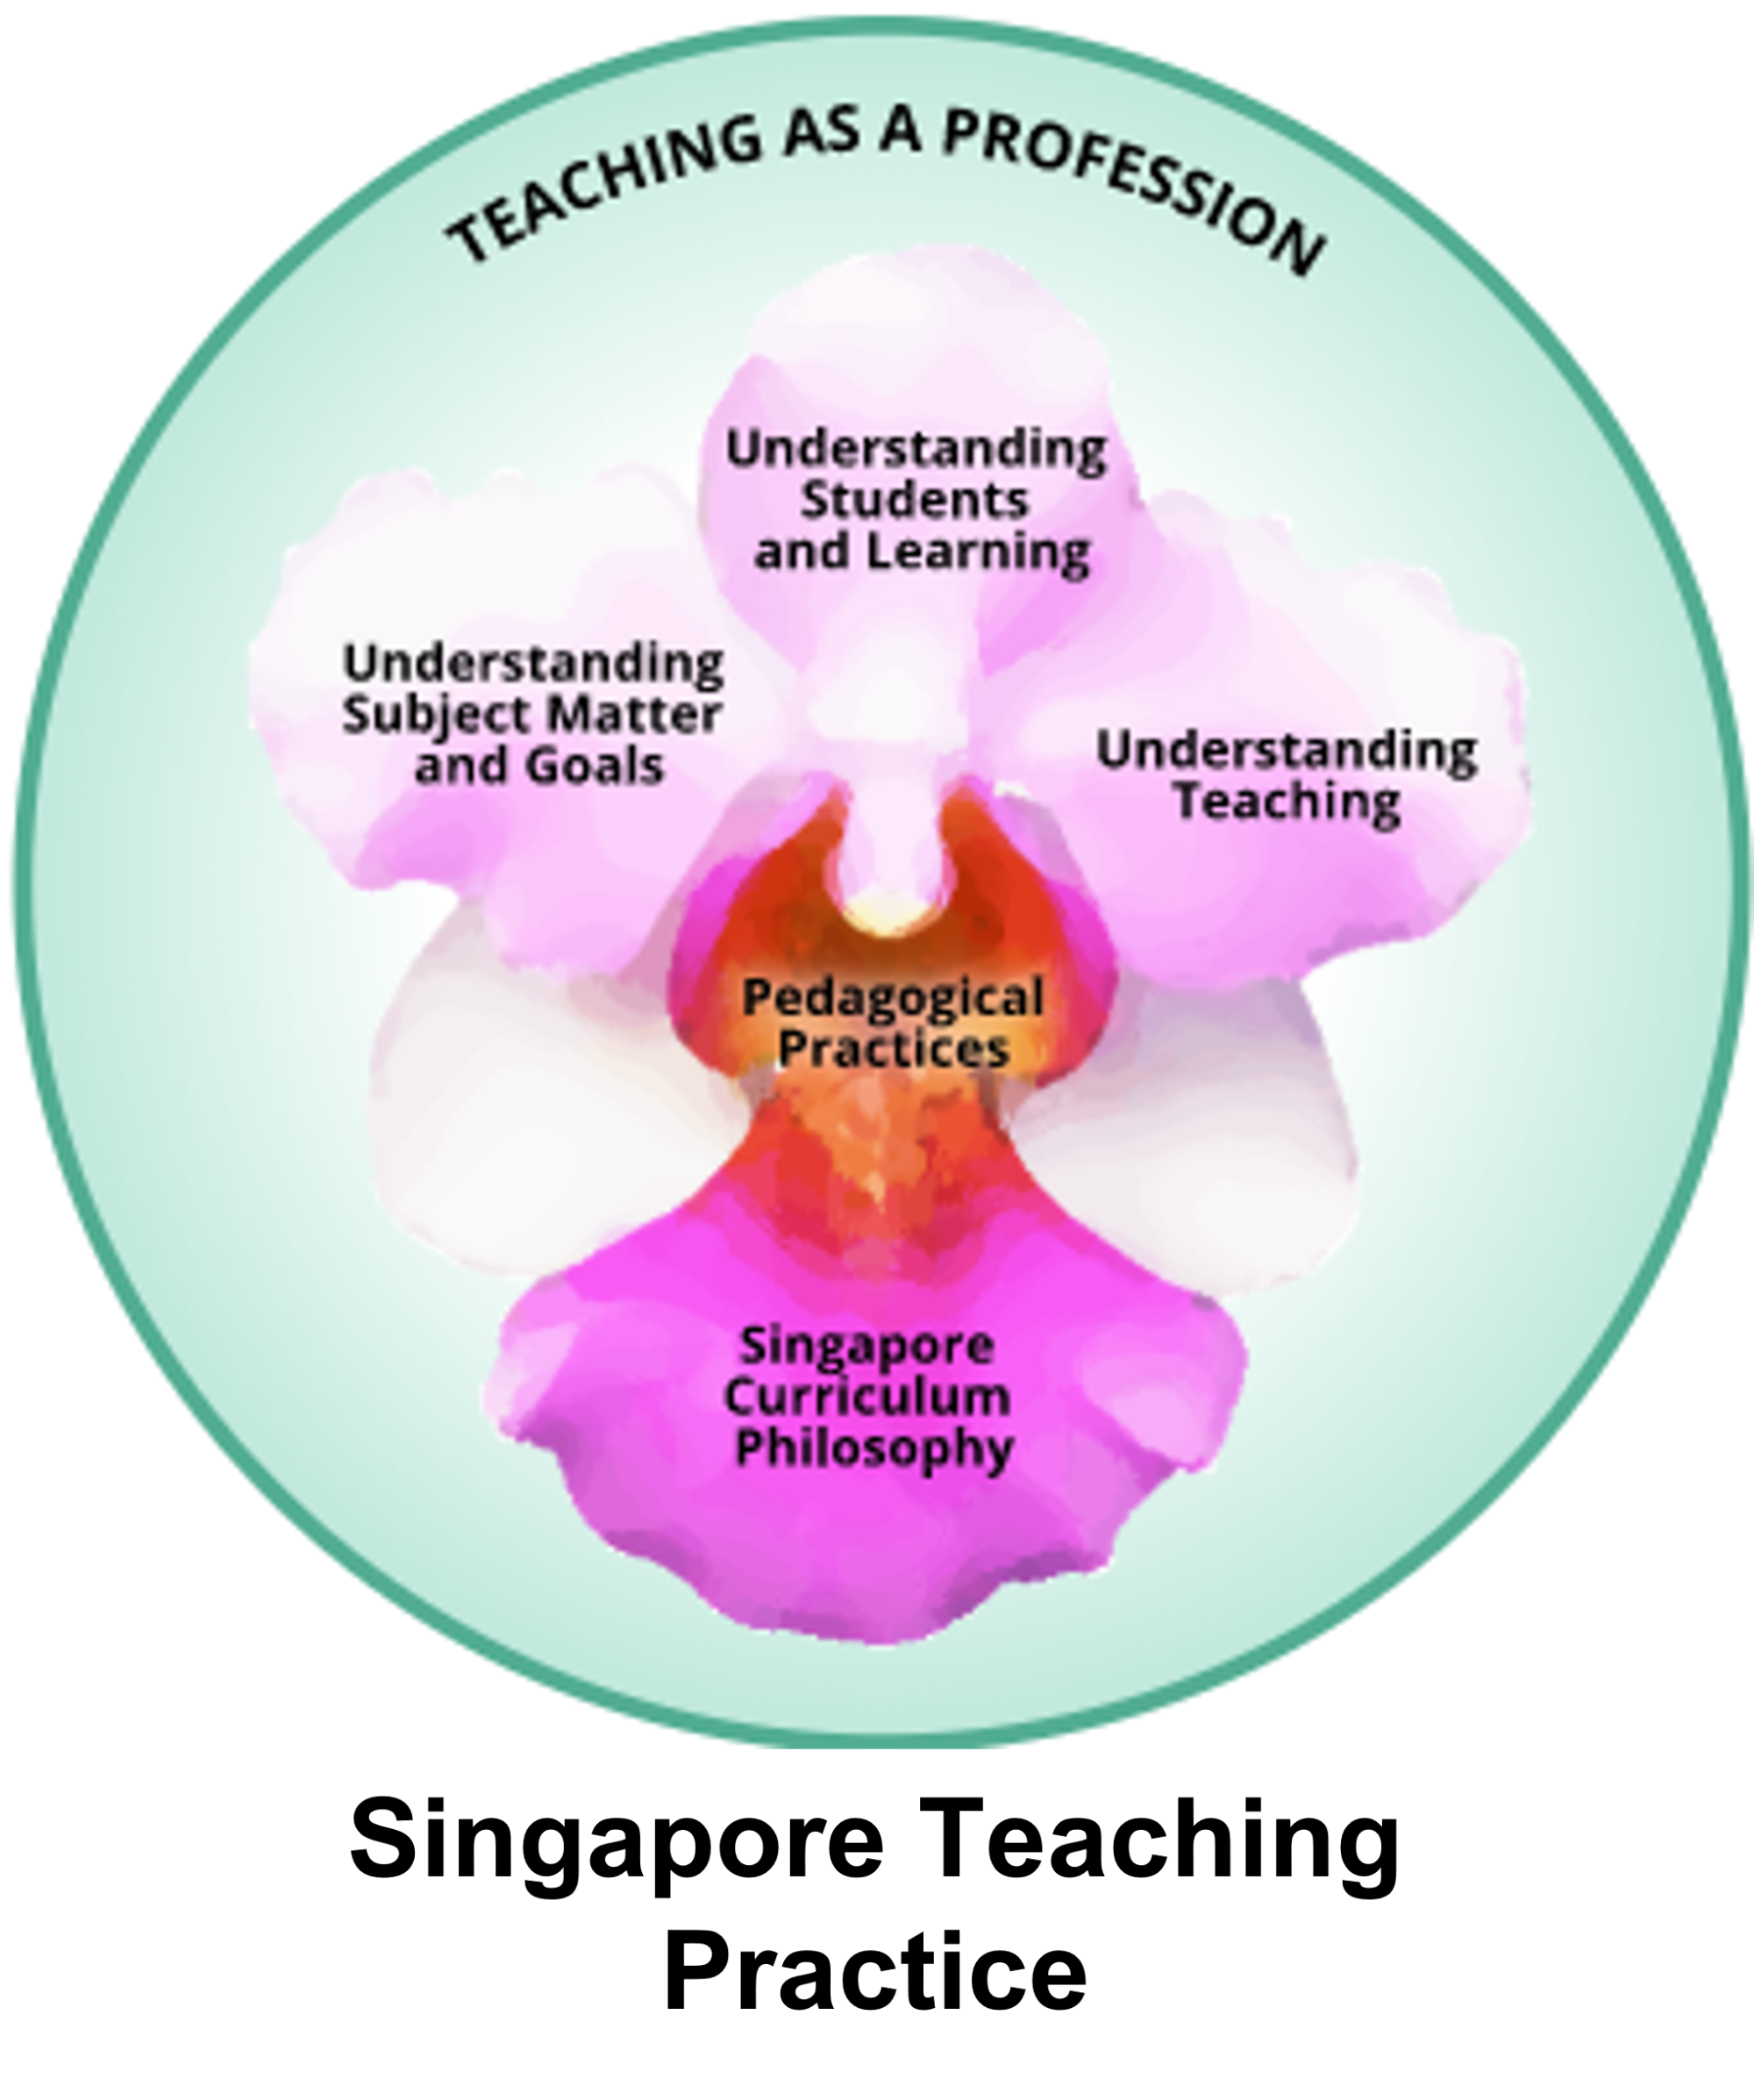 TEACHING AS A PROFESSION
Understanding
Students
and Learning
Understanding
Subject Matter
and Goals
Understanding
Teaching
Pedagogical
Practices
Singapore
Curriculum
Philosophy
Singapore Teaching
Practice